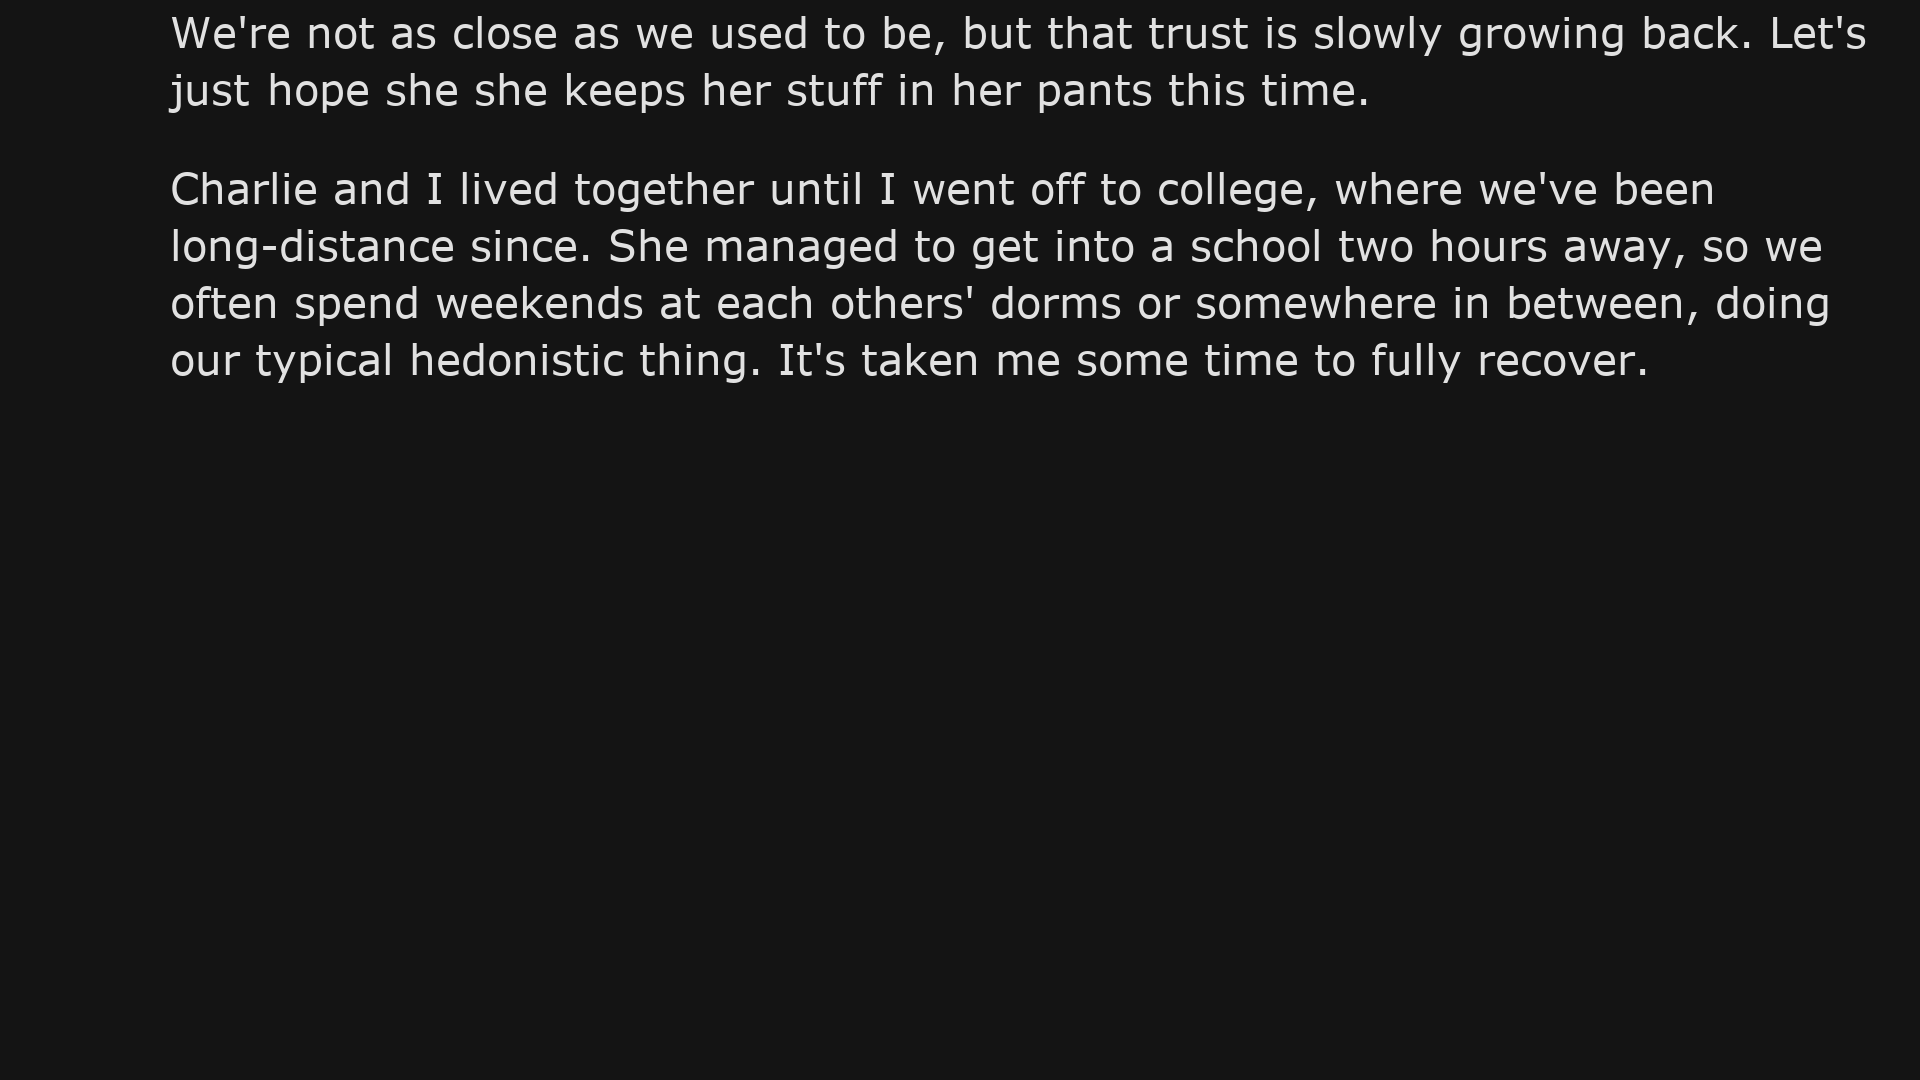 We're not as close as we used to be, but that trust is slowly growing back. Let's
just hope she she keeps her stuff in her pants this time.
Charlie and I lived together until I went off to college, where we've been
long-distance since. She managed to get into a school two hours away, so we
often spend weekends at each others' dorms or somewhere in between, doing
our typical hedonistic thing. It's taken me some time to fully recover.